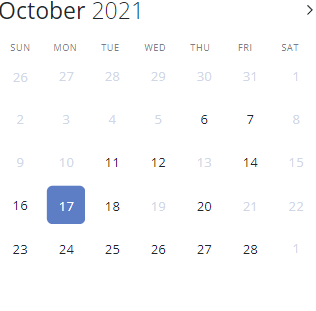 October 2021
SUN MON TUE WED THU FRI SAT
26 27 28 29 30 31 1
2 3 4 5 6 7 8
9 10 11 12 13 14 15
16 17 18 19 20 21 22
23 24 25 26 27 28 1